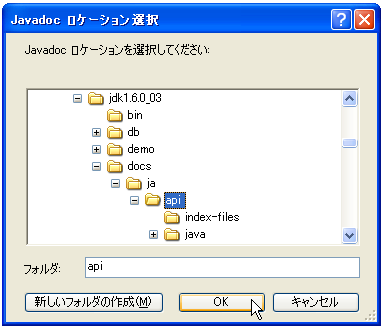 Javadoc ロケーション選択
Javadoc ロケーションを選択してください:
jdk1.6.0_03
bin
db
demo
docs
ja
api
index-files
java
フォルダ: api
新しいフォルダの作成(M) OK キャンセル